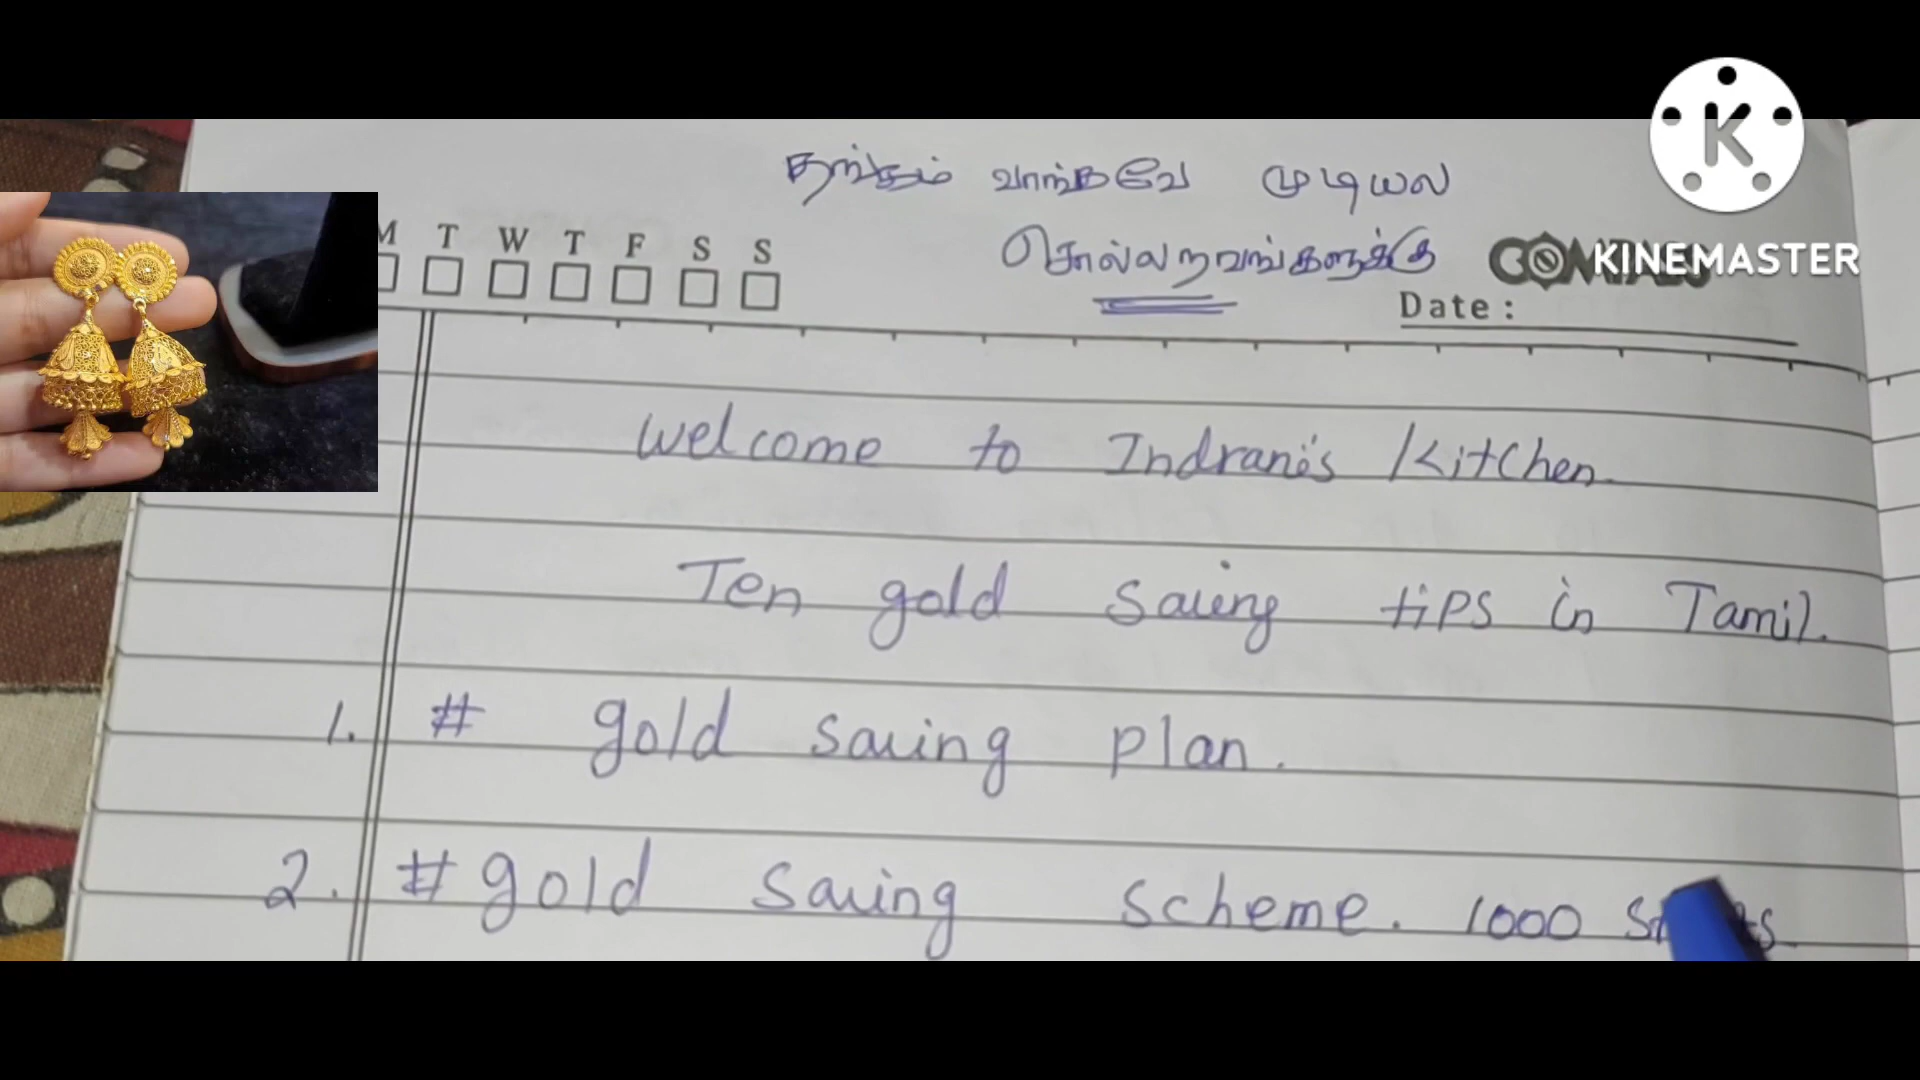 தங்கம் வாங்கவே முடியல
சொல்லறவங்களுக்கு
KINEMASTER
M T W T F S S
Date :
Welcome to Indrani's Kitchen.
Ten gold saving tips in Tamil.
1. # gold saving plan.
2. # gold saving scheme. 1000